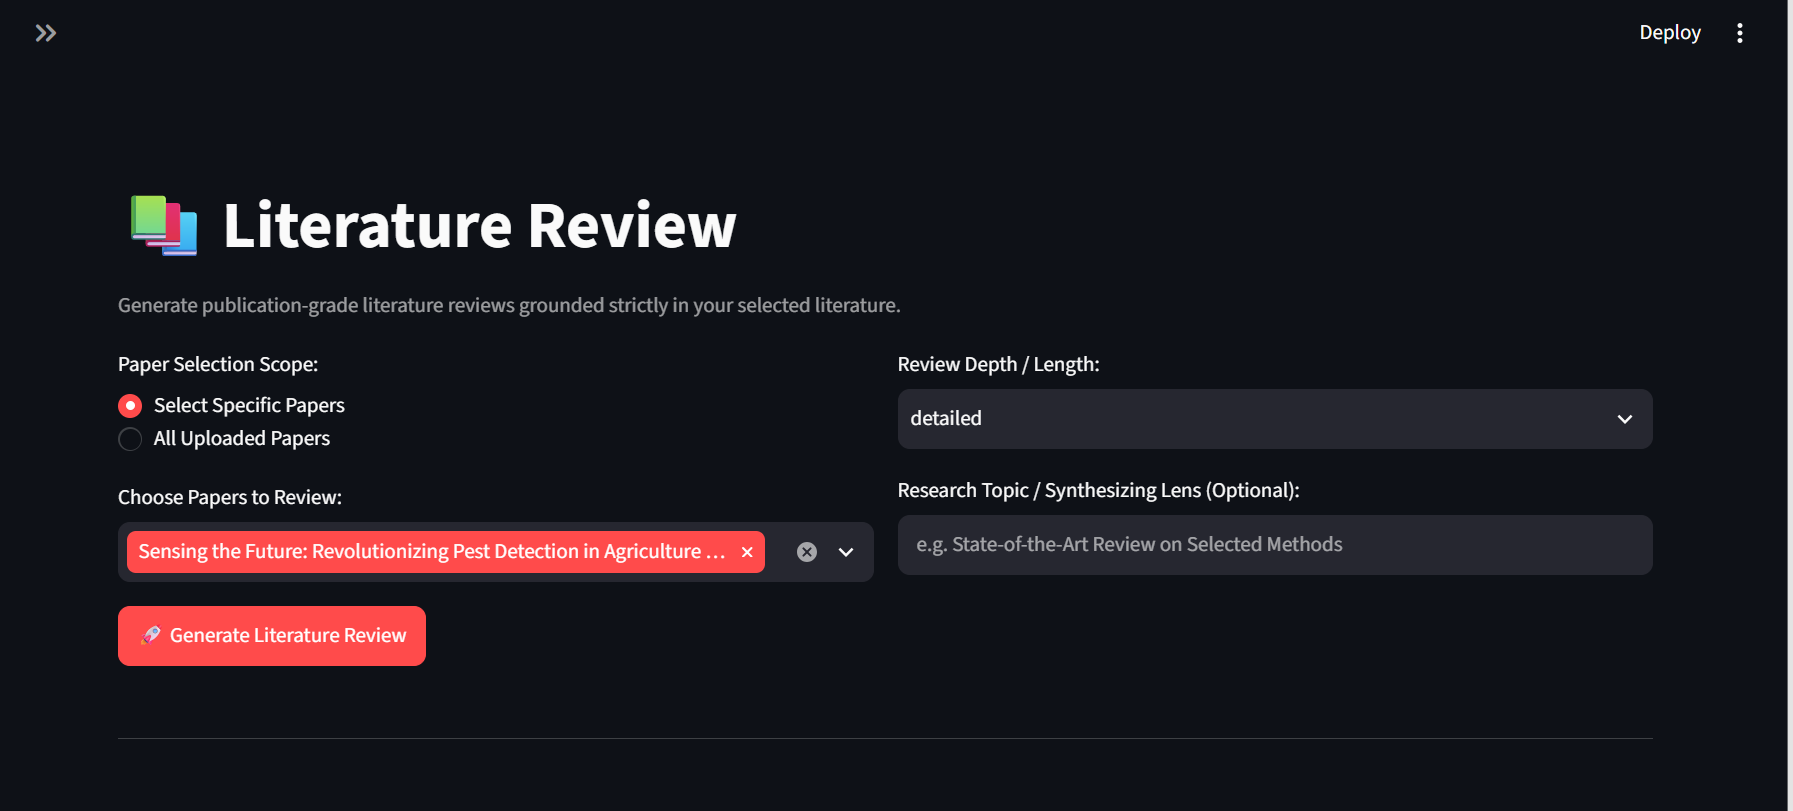 Deploy
Literature Review
Generate publication-grade literature reviews grounded strictly in your selected literature.
Paper Selection Scope:
Select Specific Papers
All Uploaded Papers
Choose Papers to Review:
Sensing the Future: Revolutionizing Pest Detection in Agriculture ...
Review Depth / Length:
detailed
Research Topic / Synthesizing Lens (Optional):
e.g. State-of-the-Art Review on Selected Methods
Generate Literature Review